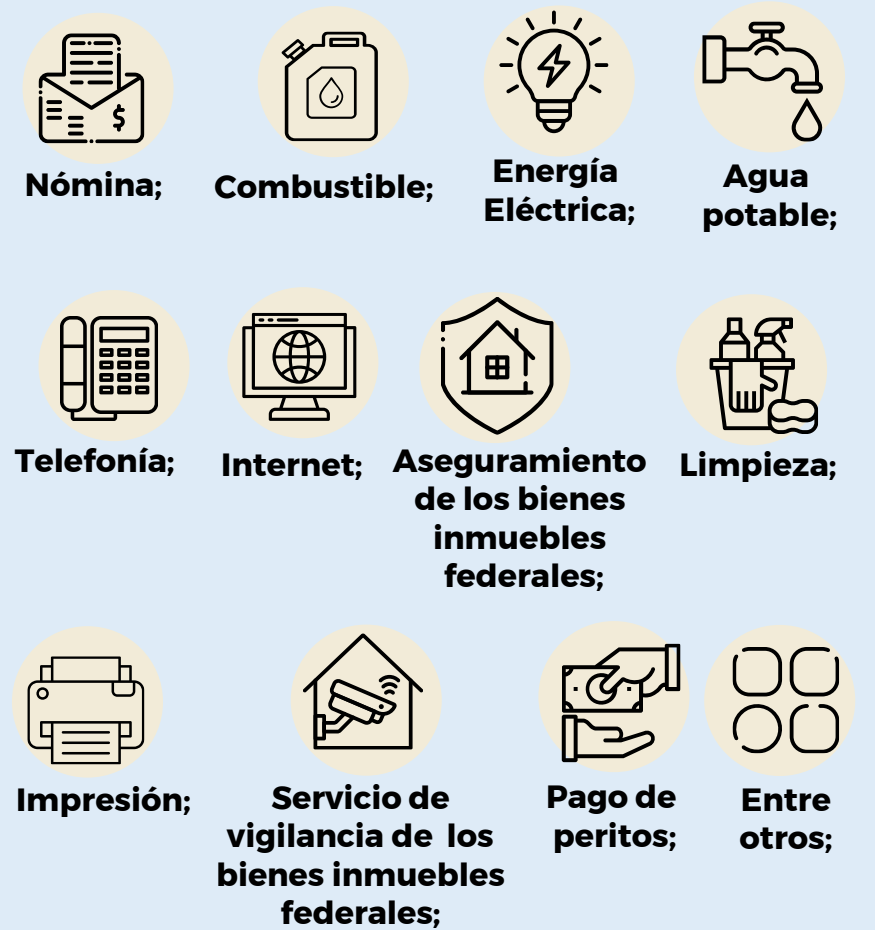 Nómina;
Combustible;
Energía
Eléctrica;
Agua
potable;
Telefonía;
Internet;
Aseguramiento
de los bienes
inmuebles
federales;
Limpieza;
Impresión;
Servicio de
vigilancia de los
bienes inmuebles
federales;
Pago de
peritos;
Entre
otros;